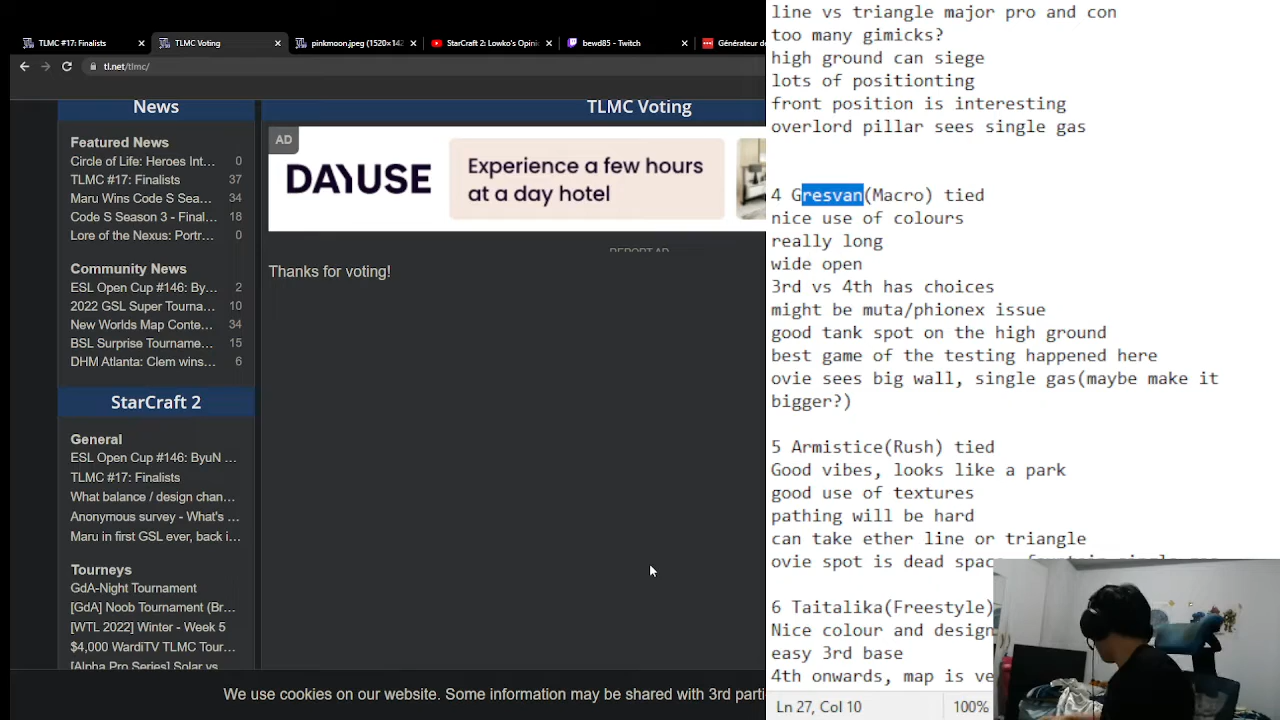 TLMC #17: Finalists
TLMC Voting
pinkmoon.jpeg (1520×142
StarCraft 2: Lowko's Opini
bewd85 - Twitch
Générateur de
tl.net/tlmc/
News
Featured News
Circle of Life: Heroes Int... 0
TLMC #17: Finalists 37
Maru Wins 2022 GSL S Sea... 34
Code S Season 3 - Final... 18
Lore of the Nexus: Portr... 0
Community News
ESL Open Cup #146: By... 2
2022 GSL Super Tourna... 10
New Worlds Map Conte... 34
BSL Surprise Tourname... 15
DHM Atlanta: Clem wins... 6
StarCraft 2
General
ESL Open Cup #146: ByuN ...
TLMC #17: Finalists
What balance / design chan...
Anonymous survey - What's ...
Maru in first GSL ever, back i...
Tourneys
GdA-Night Tournament
[GdA] Noob Tournament (Br...
[WTL 2022] Winter - Week 5
$4,000 WardiTV TLMC Tour...
[Alpha Pro Series] Solar vs
TLMC Voting
AD
DAYUSE
Experience a few hours
at a day hotel
REPORT AD
Thanks for voting!
We use cookies on our website. Some information may be shared with 3rd parti
line vs triangle major pro and con
too many gimicks?
high ground can siege
lots of positionting
front position is interesting
overlord pillar sees single gas
4 Gresvan(Macro) tied
nice use of colours
really long
wide open
3rd vs 4th has choices
might be muta/phionex issue
good tank spot on the high ground
best game of the testing happened here
ovie sees big wall, single gas(maybe make it
bigger?)
5 Armistice(Rush) tied
Good vibes, looks like a park
good use of textures
pathing will be hard
can take ether line or triangle
ovie spot is dead space
6 Taitalika(Freestyle)
Nice colour and design
easy 3rd base
4th onwards, map is ve
Ln 27, Col 10
100%